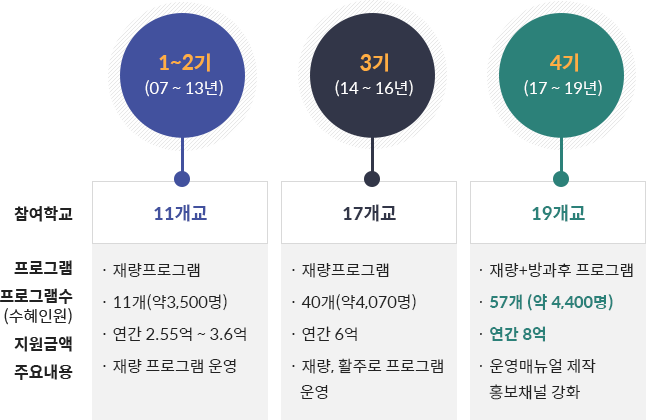 1~2기
(07 ~ 13년)
3기
(14 ~ 16년)
4기
(17 ~ 19년)
참여학교
11개교
17개교
19개교
프로그램
· 재량프로그램
· 재량프로그램
· 재량+방과후 프로그램
프로그램수
(수혜인원)
· 11개(약3,500명)
· 40개(약4,070명)
· 57개 (약 4,400명)
지원금액
· 연간 2.55억 ~ 3.6억
· 연간 6억
· 연간 8억
주요내용
· 재량 프로그램 운영
· 재량, 활주로 프로그램
운영
· 운영매뉴얼 제작
홍보채널 강화